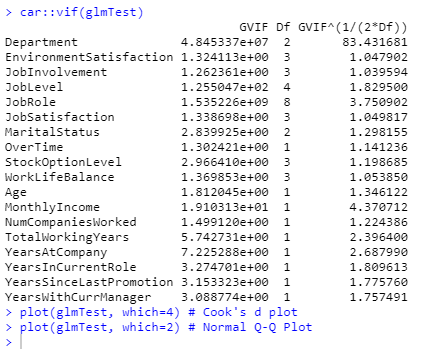 > car::vif(glmTest)
GVIF Df GVIF^(1/(2*Df))
Department 4.845337e+07 2 83.431681
EnvironmentSatisfaction 1.324113e+00 3 1.047902
JobInvolvement 1.262361e+00 3 1.039594
JobLevel 1.255047e+02 4 1.829500
JobRole 1.535226e+09 8 3.750902
JobSatisfaction 1.338698e+00 3 1.049817
MaritalStatus 2.839925e+00 2 1.298155
OverTime 1.302421e+00 1 1.141236
StockOptionLevel 2.966410e+00 3 1.198685
WorkLifeBalance 1.369853e+00 3 1.053850
Age 1.812045e+00 1 1.346122
MonthlyIncome 1.910313e+01 1 4.370712
NumCompaniesWorked 1.499120e+00 1 1.224386
TotalWorkingYears 5.742731e+00 1 2.396400
YearsAtCompany 7.225288e+00 1 2.687990
YearsInCurrentRole 3.274701e+00 1 1.809613
YearsSinceLastPromotion 3.153323e+00 1 1.775760
YearsWithCurrManager 3.088774e+00 1 1.757491
> plot(glmTest, which=4) # Cook's d plot
> plot(glmTest, which=2) # Normal Q-Q Plot
>